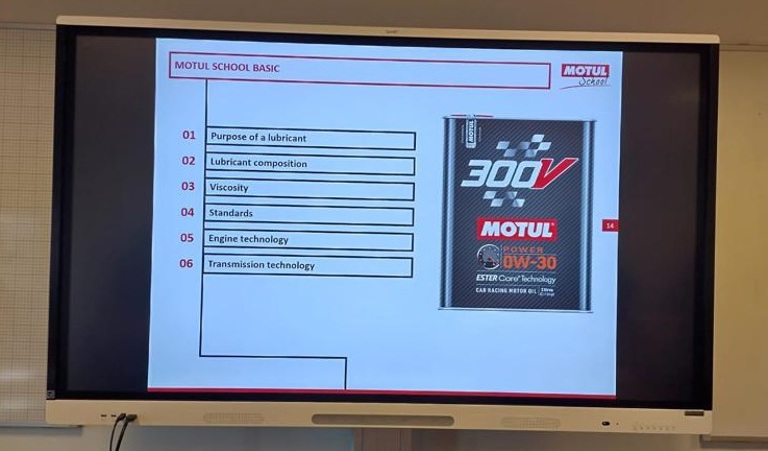 MOTUL SCHOOL BASIC
MOTUL
School
01 Purpose of a lubricant
02 Lubricant composition
03 Viscosity
04 Standards
05 Engine technology
06 Transmission technology
MOTUL
300V
MOTUL
POWER
0W-30
ESTER Core® Technology
CAR RACING MOTOR OIL
14